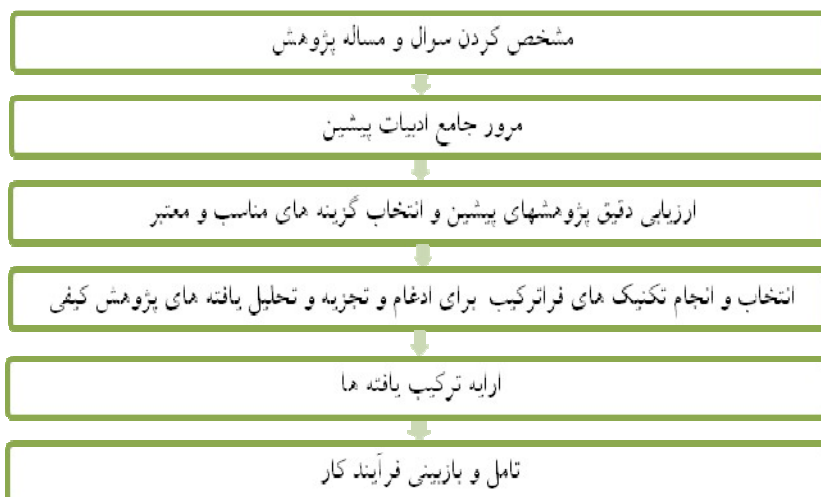 مشخص کردن سوال و مساله پژوهش
مرور جامع ادبیات پیشین
ارزیابی دقیق پژوهشهای پیشین و انتخاب گزینه های مناسب و معتبر
انتخاب و انجام تکنیک های فراترکیب برای ادغام و تجزیه و تحلیل یافته های پژوهش کیفی
ارایه ترکیب یافته ها
تامل و بازبینی فرآیند کار